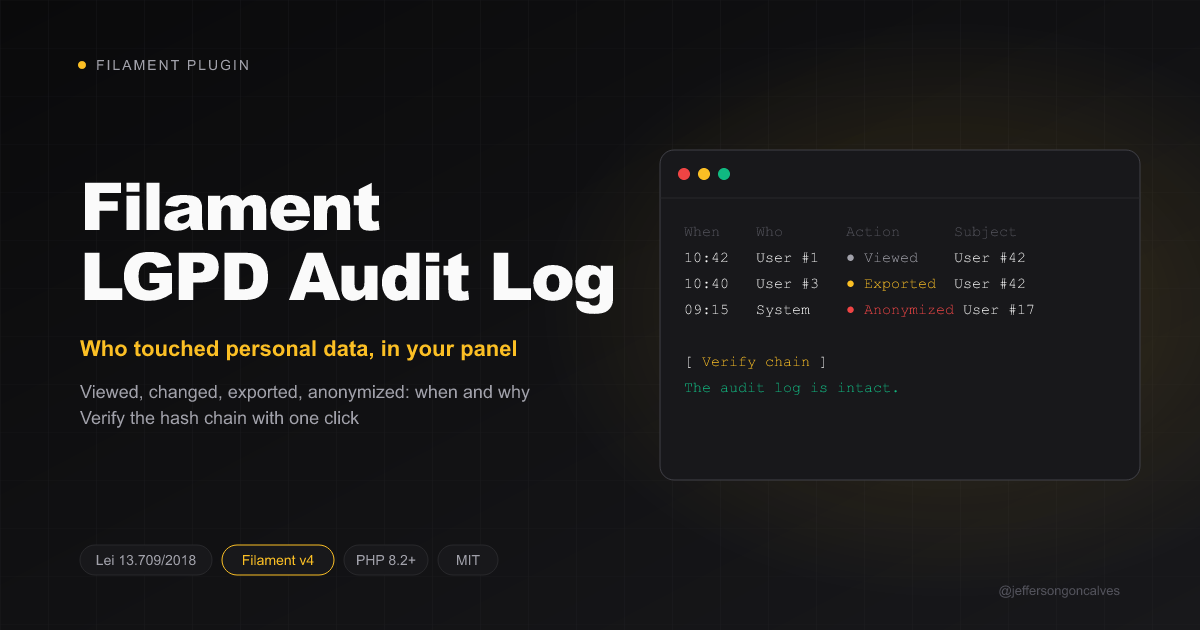 FILAMENT PLUGIN
Filament
LGPD Audit Log
Who touched personal data, in your panel
Viewed, changed, exported, anonymized: when and why
Verify the hash chain with one click
When Who Action Subject
10:42 User #1 ● Viewed User #42
10:40 User #3 ● Exported User #42
09:15 System ● Anonymized User #17
[ Verify chain ]
The audit log is intact.
Lei 13.709/2018 Filament v4 PHP 8.2+ MIT
@jeffersongoncalves